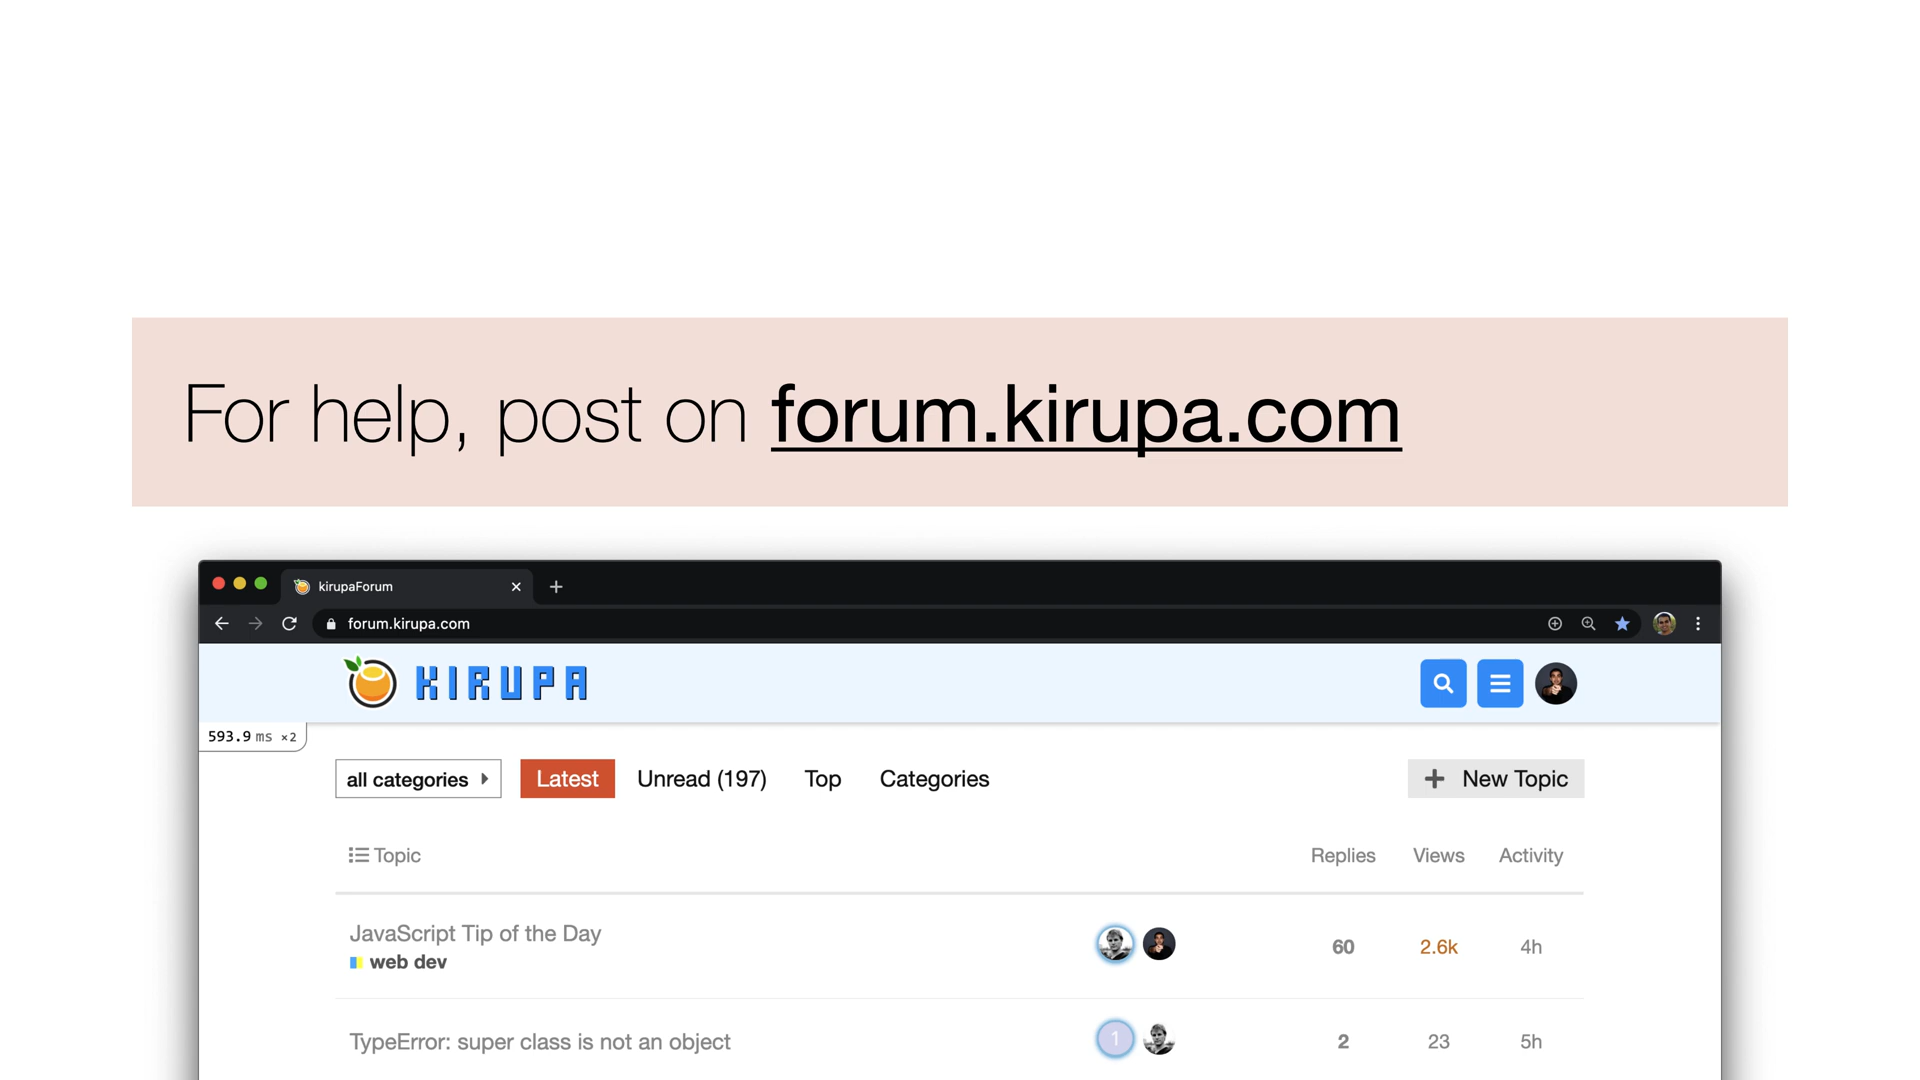 For help, post on forum.kirupa.com
kirupaForum
forum.kirupa.com
KIRUPA
593.9 ms ×2
all categories Latest Unread (197) Top Categories + New Topic
Topic Replies Views Activity
JavaScript Tip of the Day 60 2.6k 4h
web dev
TypeError: super class is not an object 1 2 23 5h